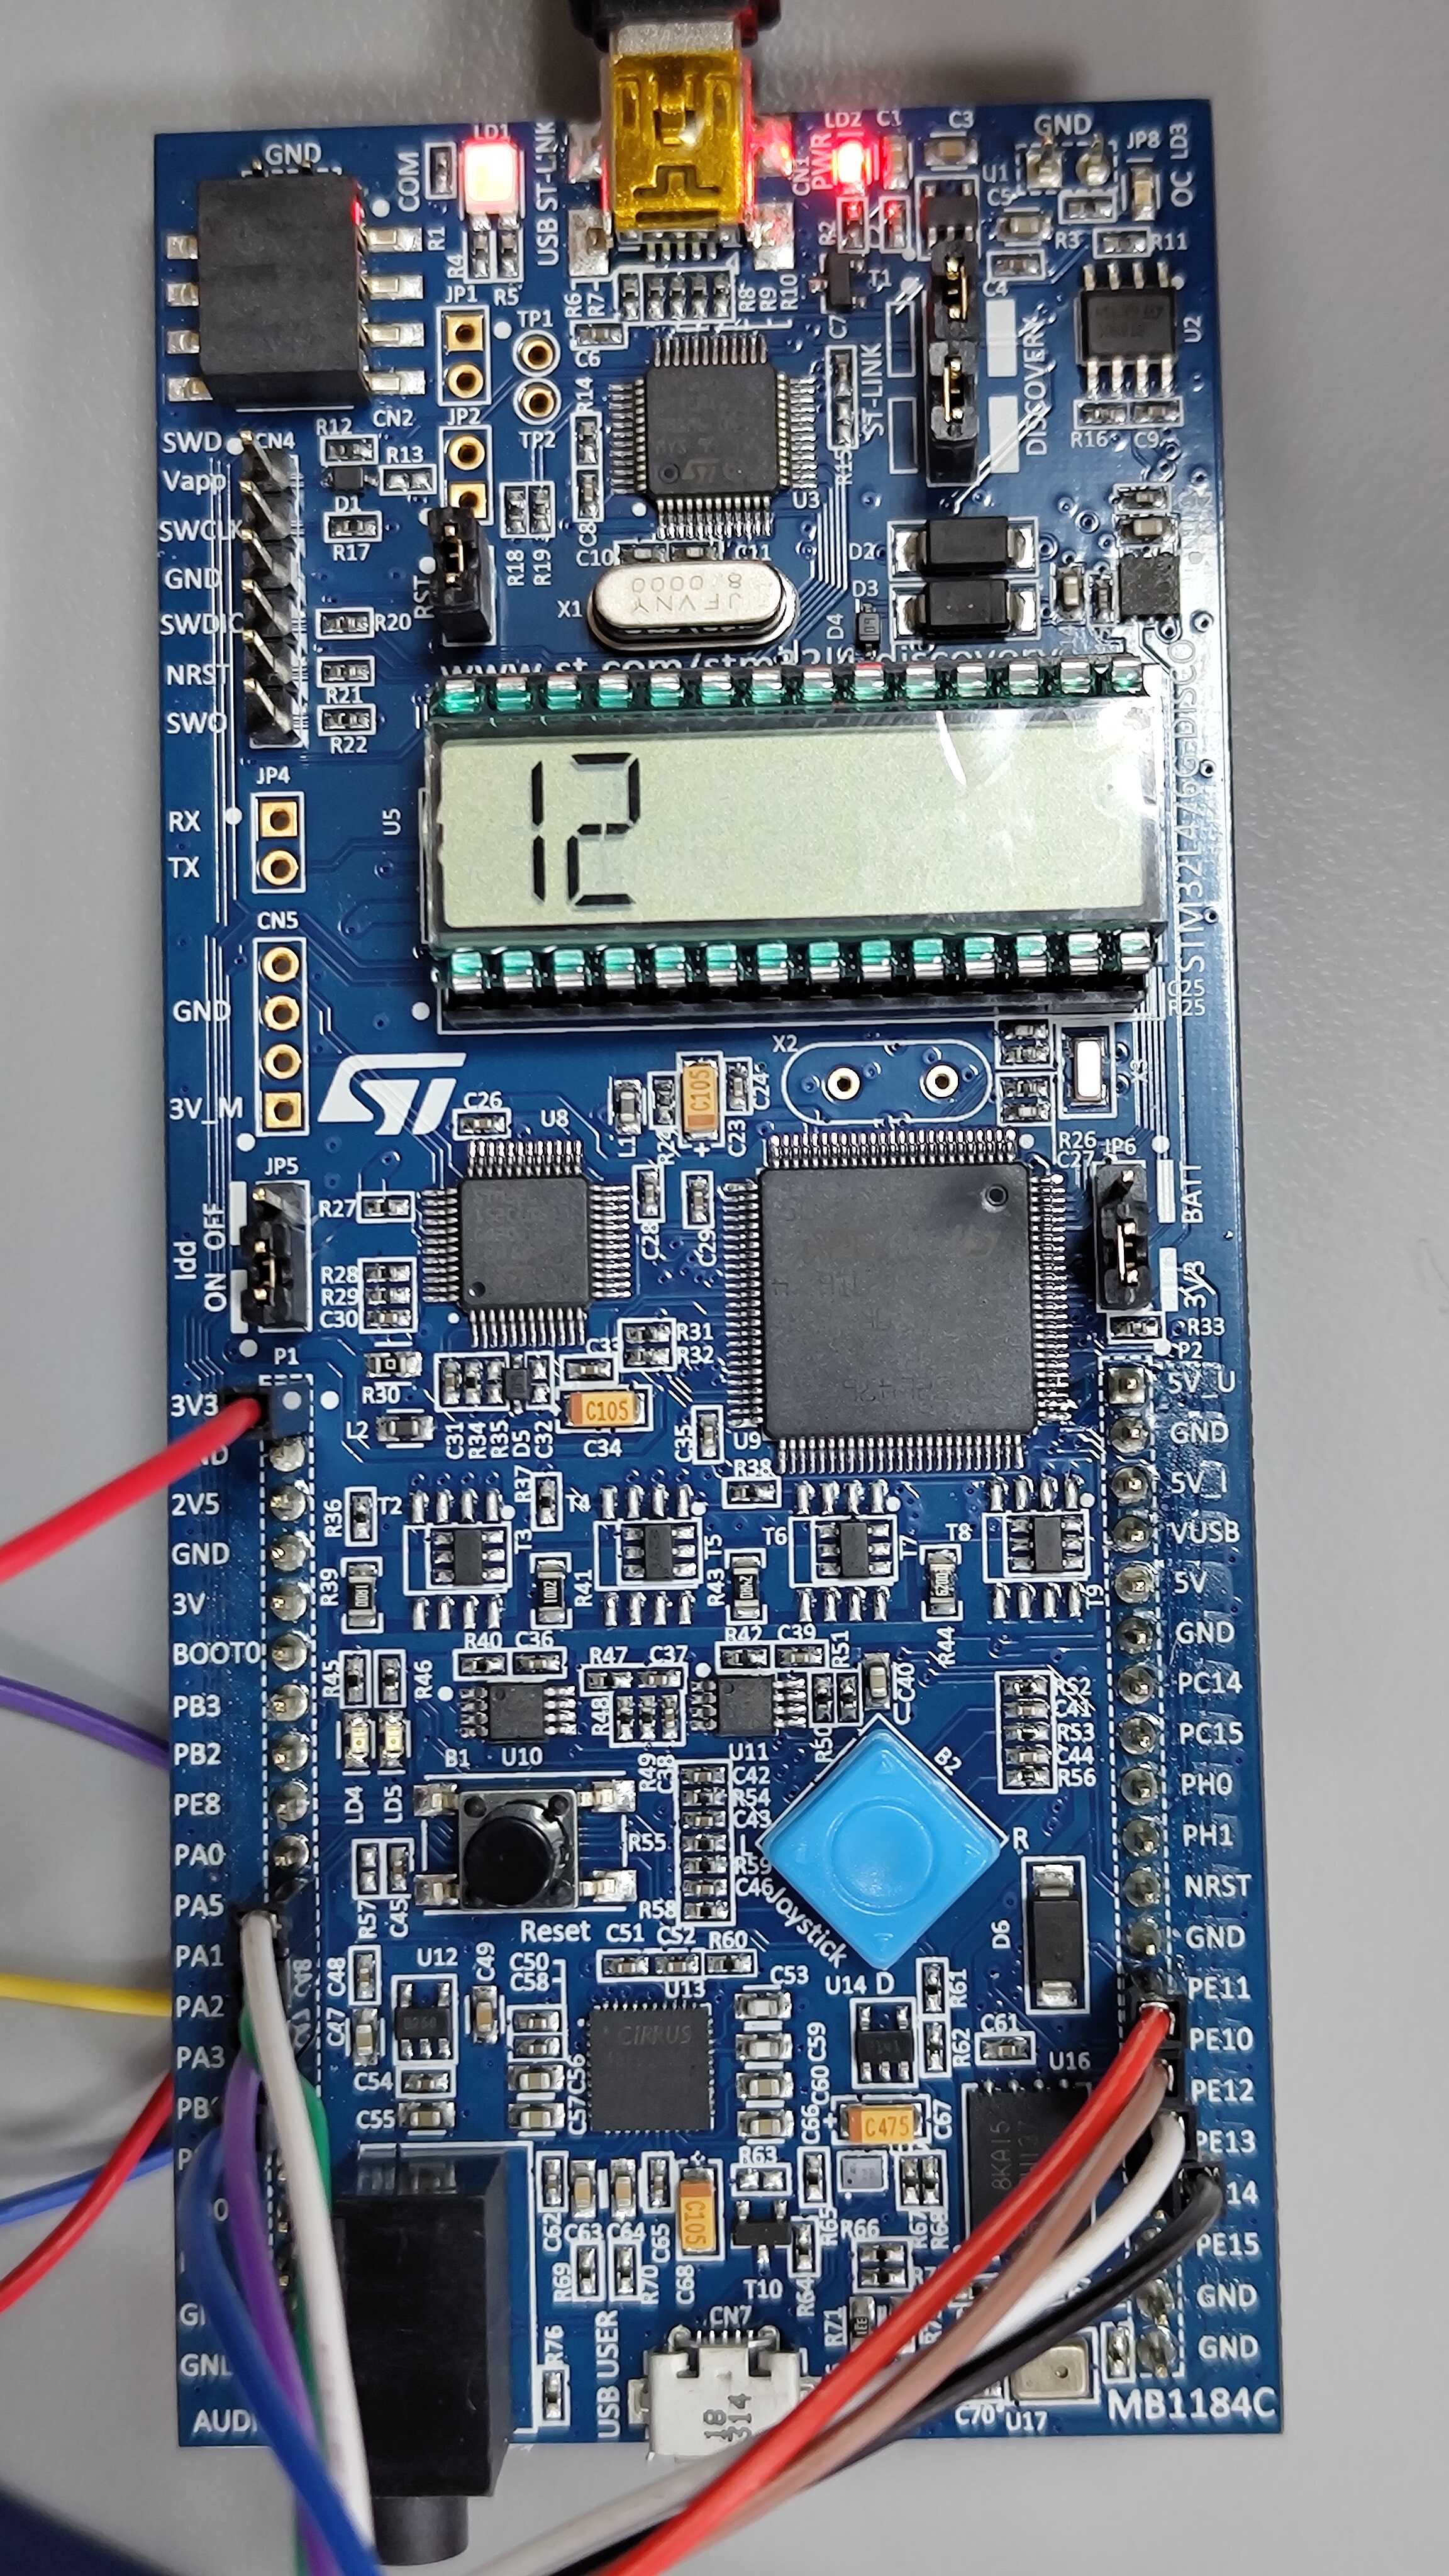 GND
COM
LD1
USB ST-LINK
CN1
PWR
LD2
C1
C3
GND
JP8
LD3
OC
U1
C5
R1
R4
R5
R2
R3
R11
JP1
TP1
R6
R7
R8
R9
R10
T1
C4
U2
C6
R14
JP2
TP2
ST-LINK
DISCOVERY
R15
R16
C9
CN2
SWD
CN4
R12
R13
Vapp
D1
SWCLK
R17
R18
R19
C8
U3
C10
C11
GND
RST
X1
JFVNY
8.0000
D2
D3
D4
SWDIO
R20
NRST
R21
SWO
R22
JP4
RX
TX
U5
12
CN5
GND
C25
R25
3V_M
X2
X3
ST
C26
U8
L1
R24
C105
C23
C24
R26
C27
JP6
BATT
3V3
JP5
Idd
OFF
ON
R27
R28
R29
C30
C28
C29
R31
R32
R33
P1
P2
R30
C33
C105
C34
L2
C31
R34
R35
D5
C32
C35
U9
3V3
5V_U
GND
2V5
5V_I
GND
VUSB
3V
5V
BOOT0
GND
PB3
PC14
PB2
PC15
PE8
PH0
PA0
PH1
PA5
NRST
PA1
GND
PA2
PE11
PA3
PE10
PE12
PE13
14
PE15
GND
GND
R36
T2
T3
R37
T4
T5
R38
T6
T7
T8
T9
R39
R41
R43
R44
R40
C36
R47
C37
R42
C39
R51
C40
R45
R46
R48
R49
C38
R50
R52
C41
R53
C44
R56
U10
U11
B1
B2
LD4
LD5
C42
R54
C43
R55
R59
C46
R58
R
Joystick
Reset
R57
C45
C51
C52
R60
D6
C48
U12
C49
C50
C58
U13
C53
U14
D
R61
R62
C61
U16
C47
C54
C55
CIRRUS
C56
C57
C59
C60
C66
C475
C67
8KA15
C62
C63
C64
C65
C105
C68
R63
R65
R66
R67
R68
R69
R70
T10
R64
R71
R76
USB USER
CN7
18
314
C70
U17
MB1184C